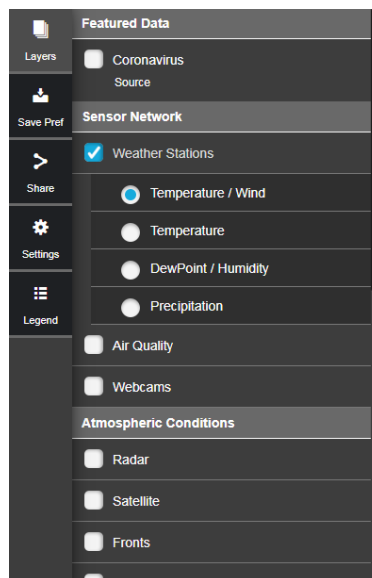 Layers
Save Pref
Share
Settings
Legend
Featured Data
Coronavirus
Source
Sensor Network
Weather Stations
Temperature / Wind
Temperature
DewPoint / Humidity
Precipitation
Air Quality
Webcams
Atmospheric Conditions
Radar
Satellite
Fronts